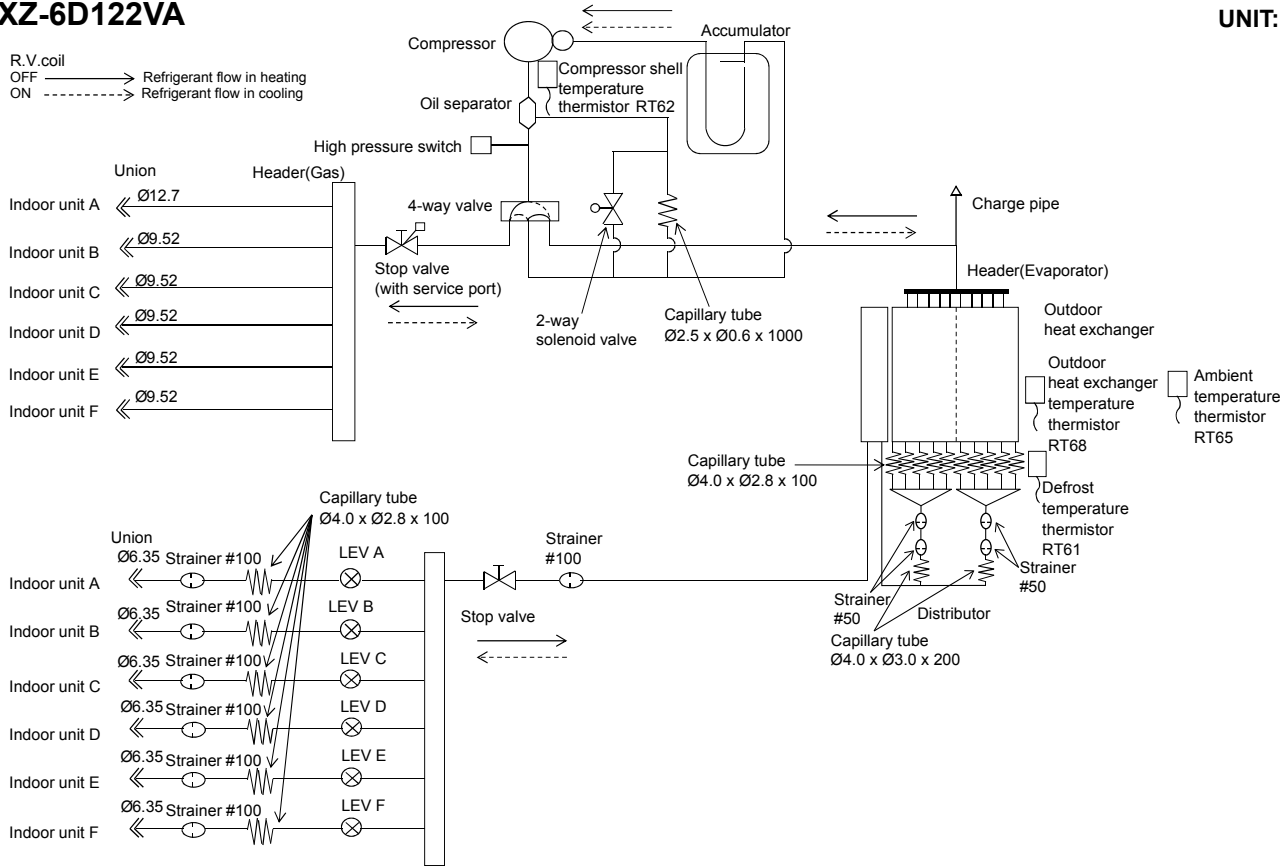 XZ-6D122VA
UNIT:
R.V.coil
OFF Refrigerant flow in heating
ON Refrigerant flow in cooling
Compressor
Accumulator
Compressor shell
temperature
thermistor RT62
Oil separator
High pressure switch
Union
Header(Gas)
4-way valve
Indoor unit A
Ø12.7
Indoor unit B
Ø9.52
Indoor unit C
Ø9.52
Indoor unit D
Ø9.52
Indoor unit E
Ø9.52
Indoor unit F
Ø9.52
Stop valve
(with service port)
2-way
solenoid valve
Capillary tube
Ø2.5 x Ø0.6 x 1000
Charge pipe
Header(Evaporator)
Outdoor
heat exchanger
Outdoor
heat exchanger
temperature
thermistor
RT68
Ambient
temperature
thermistor
RT65
Capillary tube
Ø4.0 x Ø2.8 x 100
Defrost
temperature
thermistor
RT61
Strainer
#50
Strainer
#50
Distributor
Capillary tube
Ø4.0 x Ø3.0 x 200
Capillary tube
Ø4.0 x Ø2.8 x 100
Union
Strainer
#100
Stop valve
Indoor unit A
Ø6.35 Strainer #100 LEV A
Indoor unit B
Ø6.35 Strainer #100 LEV B
Indoor unit C
Ø6.35 Strainer #100 LEV C
Indoor unit D
Ø6.35 Strainer #100 LEV D
Indoor unit E
Ø6.35 Strainer #100 LEV E
Indoor unit F
Ø6.35 Strainer #100 LEV F